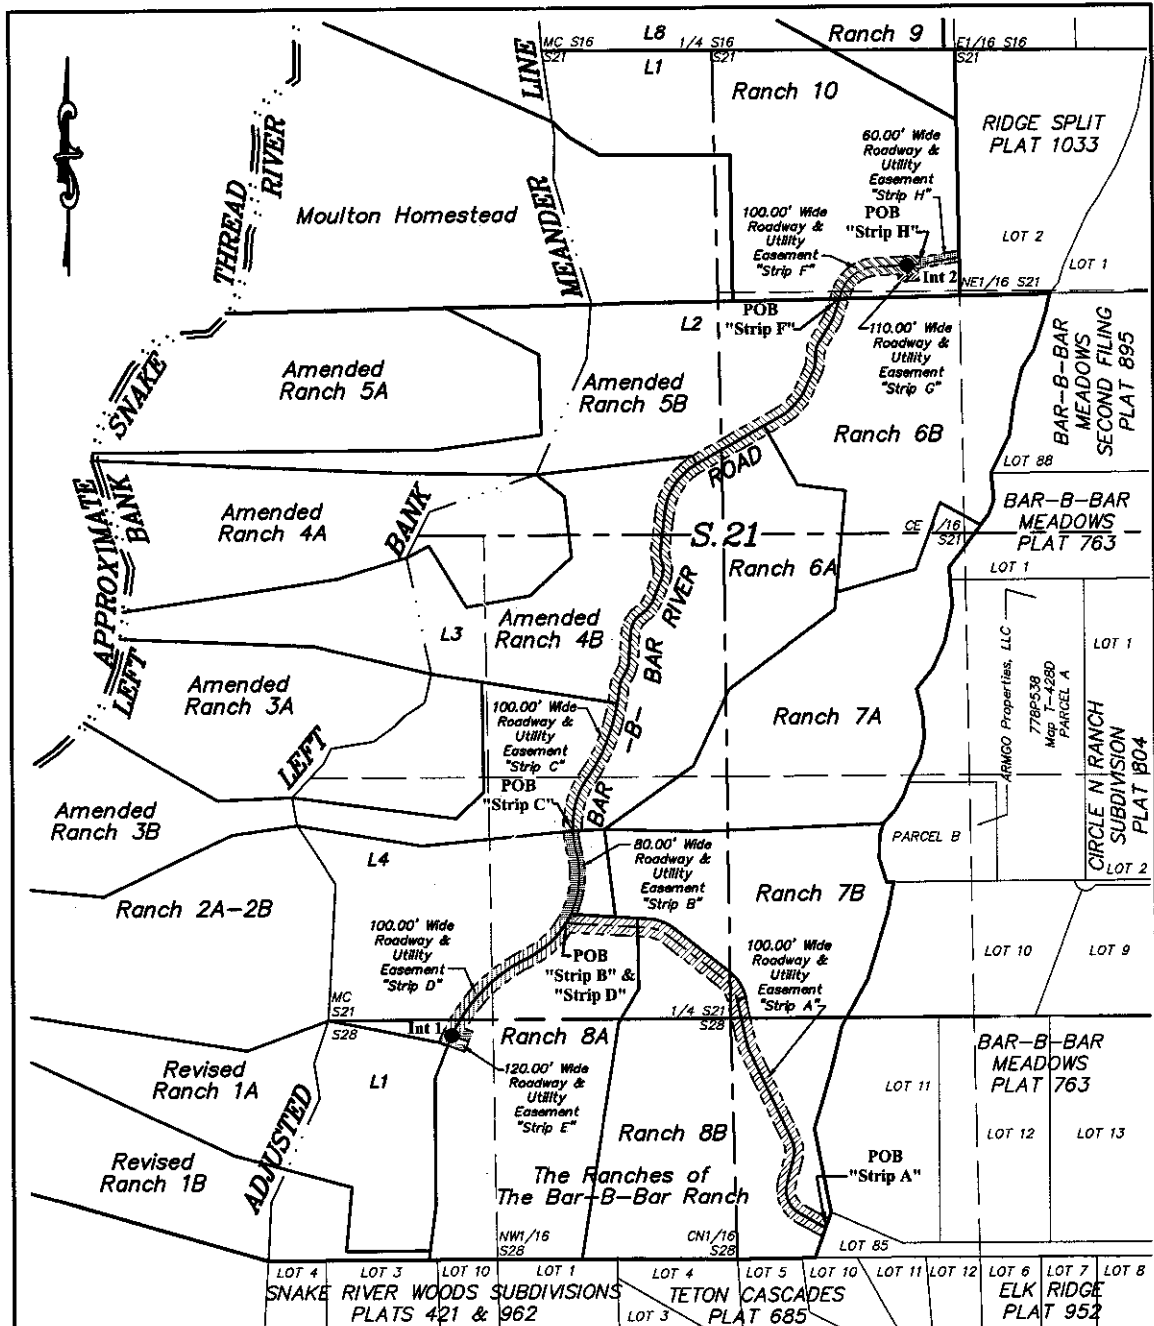 MC S16
S21
L8
1/4 S16
S21
Ranch 9
E1/16 S16
S21
LINE
L1
Ranch 10
RIDGE SPLIT
PLAT 1033
60.00' Wide
Roadway &
Utility
Easement
"Strip H"
THREAD
RIVER
Moulton Homestead
MEANDER
POB
"Strip H"
100.00' Wide
Roadway &
Utility
Easement
"Strip F"
LOT 2
LOT 1
Int 2
NE1/16 S21
L2
POB
"Strip F"
110.00' Wide
Roadway &
Utility
Easement
"Strip G"
BAR-B-BAR
MEADOWS
SECOND FILING
PLAT 895
SNAKE
Amended
Ranch 5A
Amended
Ranch 5B
Ranch 6B
LOT 88
ROAD
APPROXIMATE
BANK
Amended
Ranch 4A
BANK
BAR-B-BAR
MEADOWS
PLAT 763
CE 1/16
S21
S.21
LOT 1
Ranch 6A
RIVER
Amended
Ranch 4B
L3
BAR
LEFT
Amended
Ranch 3A
ARMGO Properties, LLC
778P538
Map T-428D
PARCEL A
LOT 1
CIRCLE N RANCH
SUBDIVISION
PLAT 804
100.00' Wide
Roadway &
Utility
Easement
"Strip C"
-B-
Ranch 7A
LEFT
POB
"Strip C"
BAR
Amended
Ranch 3B
PARCEL B
LOT 2
L4
80.00' Wide
Roadway &
Utility
Easement
"Strip B"
Ranch 2A-2B
Ranch 7B
100.00' Wide
Roadway &
Utility
Easement
"Strip D"
100.00' Wide
Roadway &
Utility
Easement
"Strip A"
POB
"Strip B" &
"Strip D"
LOT 10
LOT 9
MC
S21
S28
Int 1
1/4 S21
S28
Ranch 8A
BAR-B-BAR
MEADOWS
PLAT 763
Revised
Ranch 1A
L1
120.00' Wide
Roadway &
Utility
Easement
"Strip E"
LOT 11
LOT 12
LOT 13
ADJUSTED
Ranch 8B
POB
"Strip A"
Revised
Ranch 1B
The Ranches of
The Bar-B-Bar Ranch
NW1/16
S28
CN1/16
S28
LOT 85
LOT 4
LOT 3
LOT 10
LOT 1
LOT 4
LOT 5
LOT 10
LOT 11
LOT 12
LOT 6
LOT 7
LOT 8
SNAKE RIVER WOODS SUBDIVISIONS
PLATS 421 & 962
LOT 3
TETON CASCADES
PLAT 685
ELK RIDGE
PLAT 952